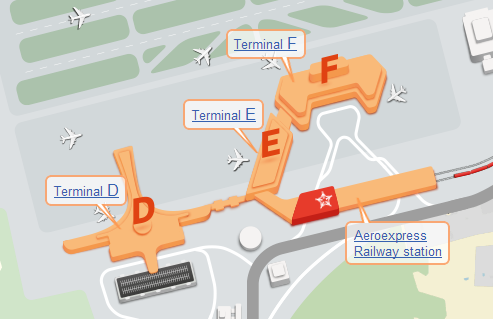 Terminal F
F
Terminal E
E
Terminal D
D
Aeroexpress
Railway station